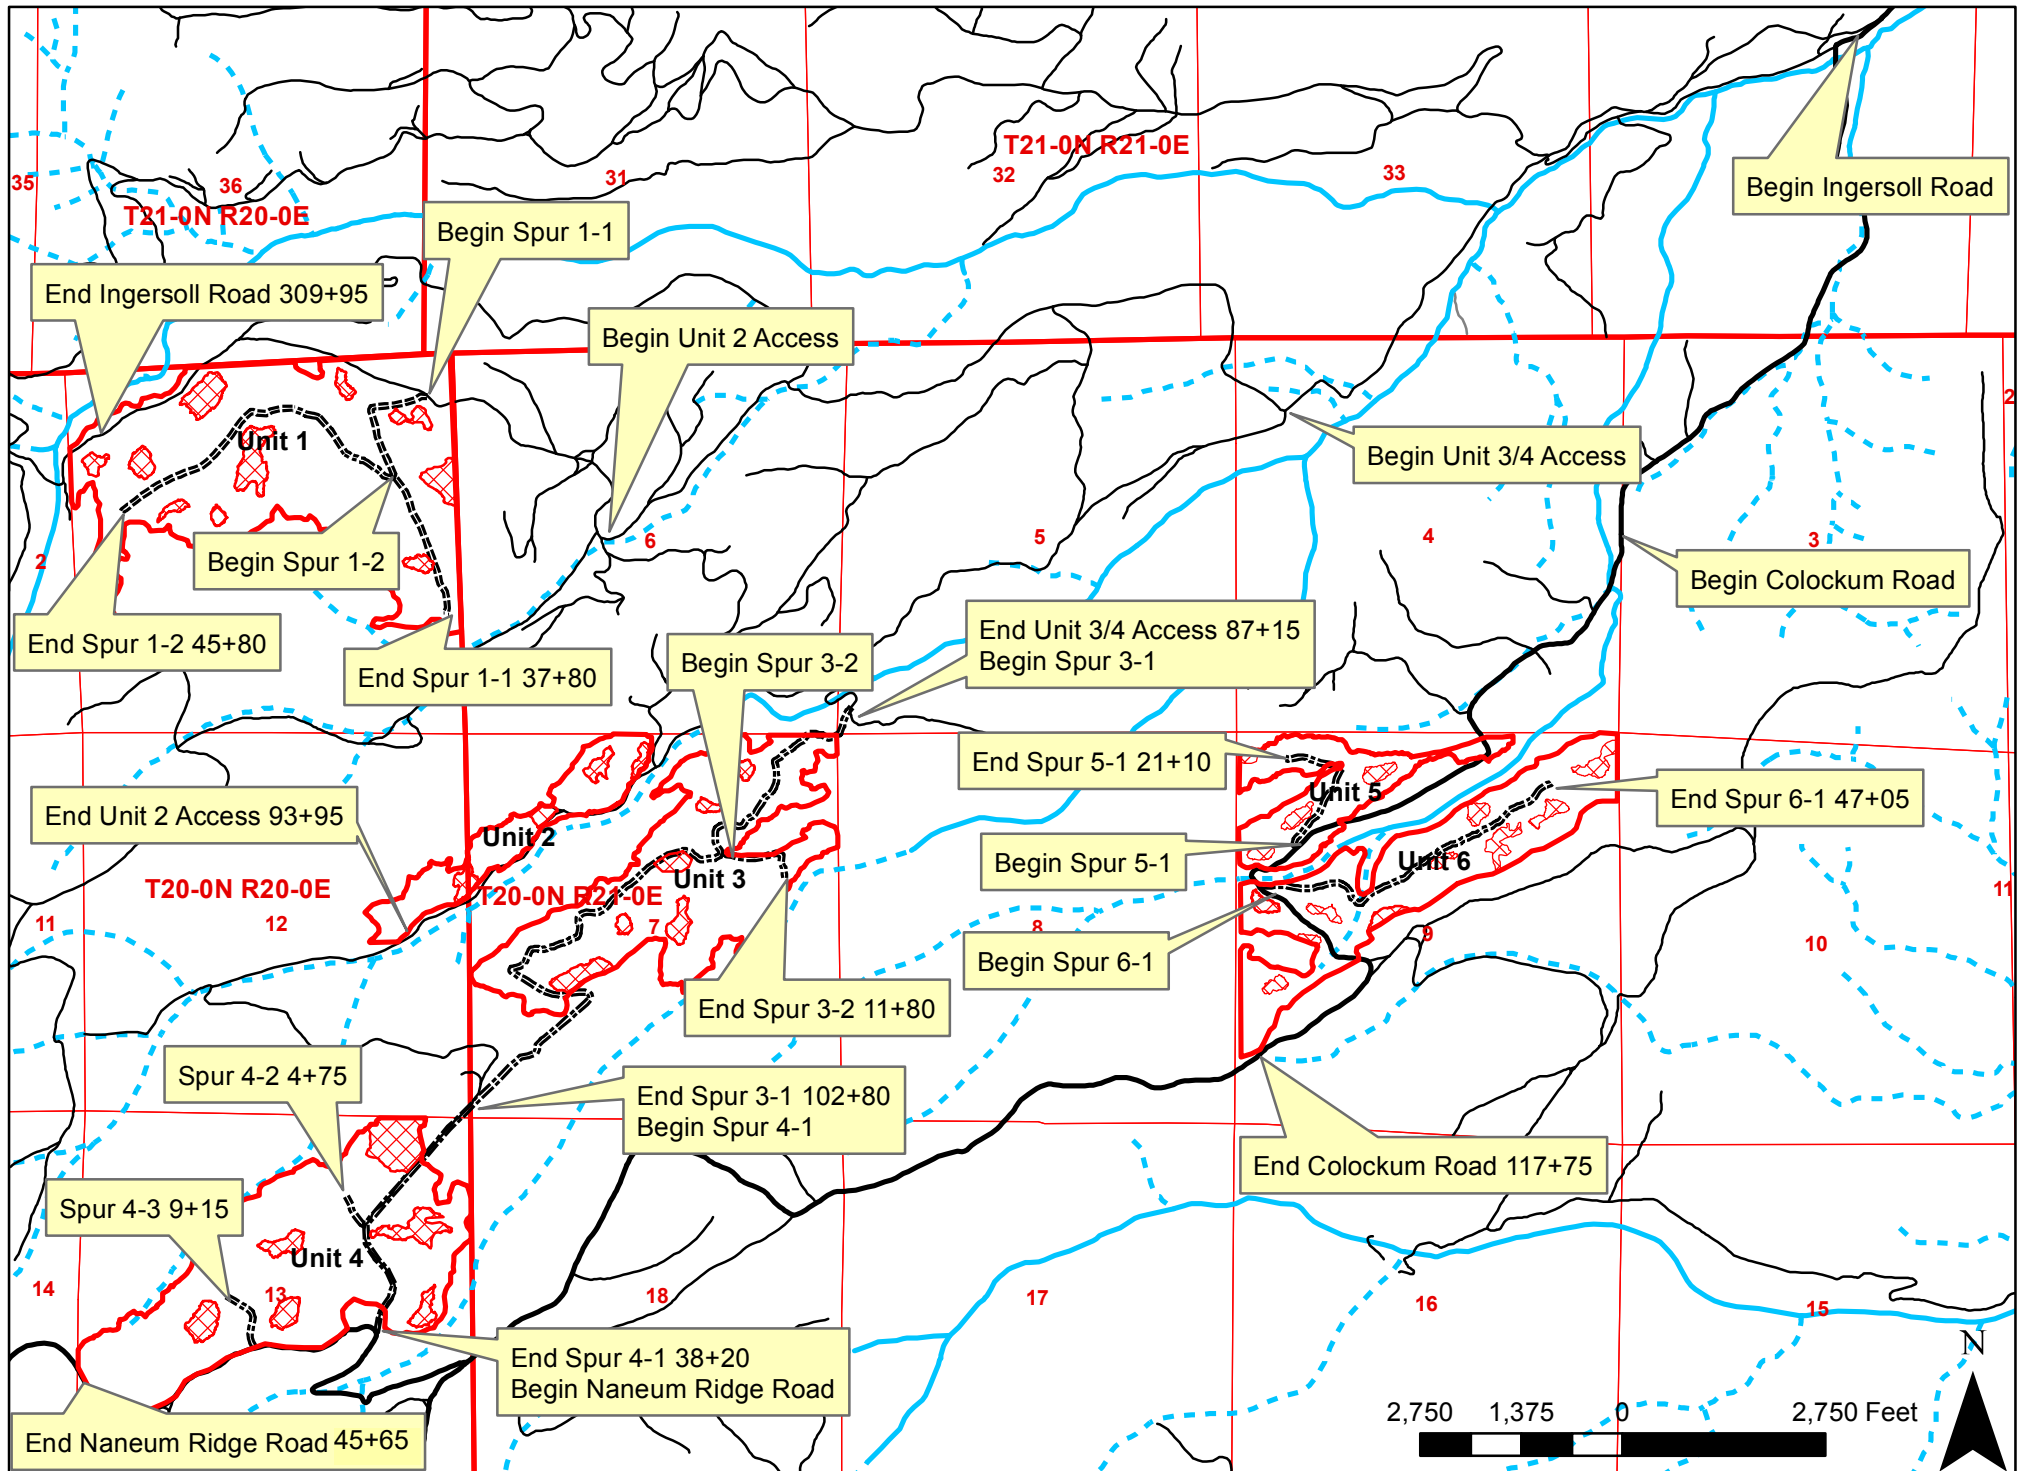 T21-0N R21-0E
35
36
31
32
33
T21-0N R20-0E
Begin Ingersoll Road
Begin Spur 1-1
End Ingersoll Road 309+95
Begin Unit 2 Access
2
Unit 1
Begin Unit 3/4 Access
2
Begin Spur 1-2
6
5
4
3
Begin Colockum Road
End Spur 1-2 45+80
End Spur 1-1 37+80
Begin Spur 3-2
End Unit 3/4 Access 87+15
Begin Spur 3-1
End Spur 5-1 21+10
Unit 5
End Spur 6-1 47+05
End Unit 2 Access 93+95
Unit 2
Begin Spur 5-1
Unit 6
T20-0N R20-0E
T20-0N R21-0E
Unit 3
11
12
7
8
9
10
11
Begin Spur 6-1
End Spur 3-2 11+80
Spur 4-2 4+75
End Spur 3-1 102+80
Begin Spur 4-1
End Colockum Road 117+75
Spur 4-3 9+15
Unit 4
14
13
18
17
16
15
End Spur 4-1 38+20
Begin Naneum Ridge Road
End Naneum Ridge Road 45+65
N
2,750 1,375 0 2,750 Feet